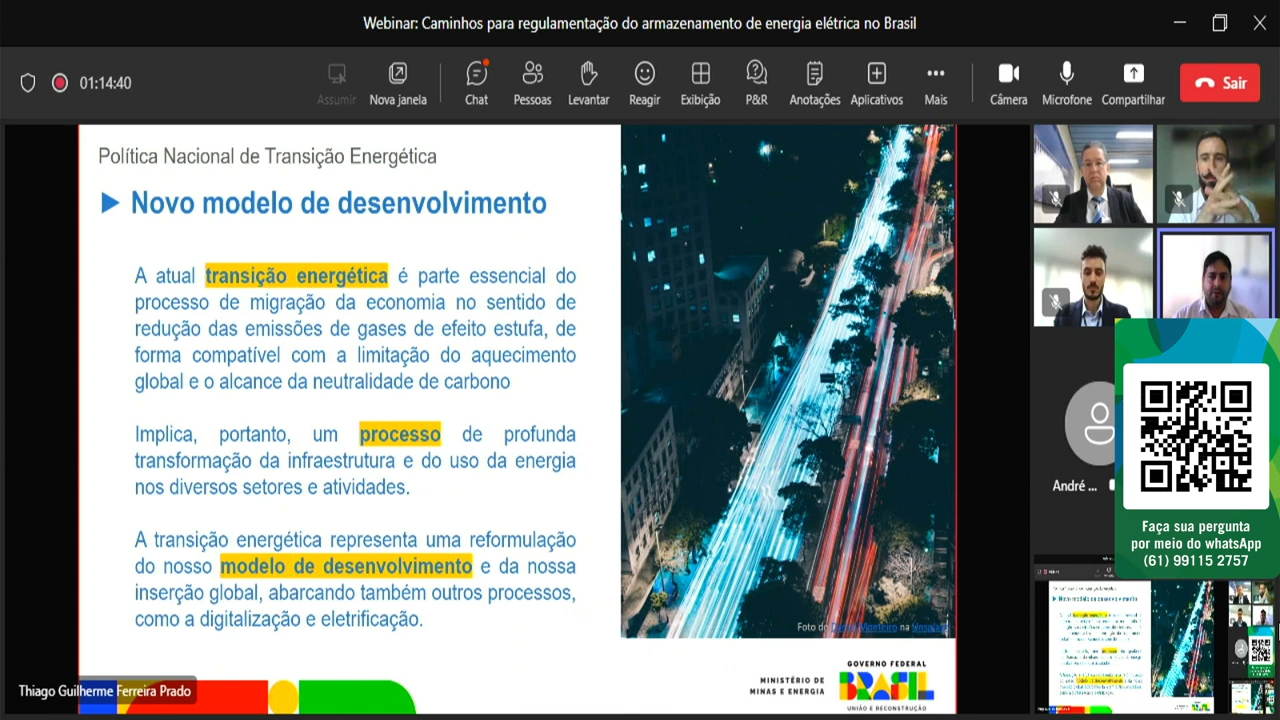 Webinar: Caminhos para regulamentação do armazenamento de energia elétrica no Brasil
01:14:40
Assumir
Nova janela
Chat
Pessoas
Levantar
Reagir
Exibição
P&R
Anotações
Aplicativos
Mais
Câmera
Microfone
Compartilhar
Sair
Política Nacional de Transição Energética
Novo modelo de desenvolvimento
A atual transição energética é parte essencial do
processo de migração da economia no sentido de
redução das emissões de gases de efeito estufa, de
forma compatível com a limitação do aquecimento
global e o alcance da neutralidade de carbono
Implica, portanto, um processo de profunda
transformação da infraestrutura e do uso da energia
nos diversos setores e atividades.
A transição energética representa uma reformulação
do nosso modelo de desenvolvimento e da nossa
inserção global, abarcando também outros processos,
como a digitalização e eletrificação.
Foto de
na Unsplash
MINISTÉRIO DE
MINAS E ENERGIA
GOVERNO FEDERAL
BRASIL
UNIÃO E RECONSTRUÇÃO
Thiago Guilherme Ferreira Prado
André ...
Faça sua pergunta
por meio do whatsApp
(61) 99115 2757
Novo modelo de desenvolvimento